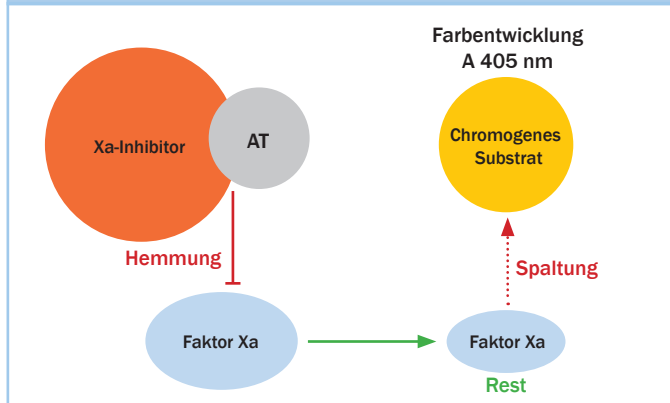 Farbentwicklung
A 405 nm
Xa-Inhibitor
AT
Chromogenes
Substrat
Hemmung
Spaltung
Faktor Xa
Faktor Xa
Rest